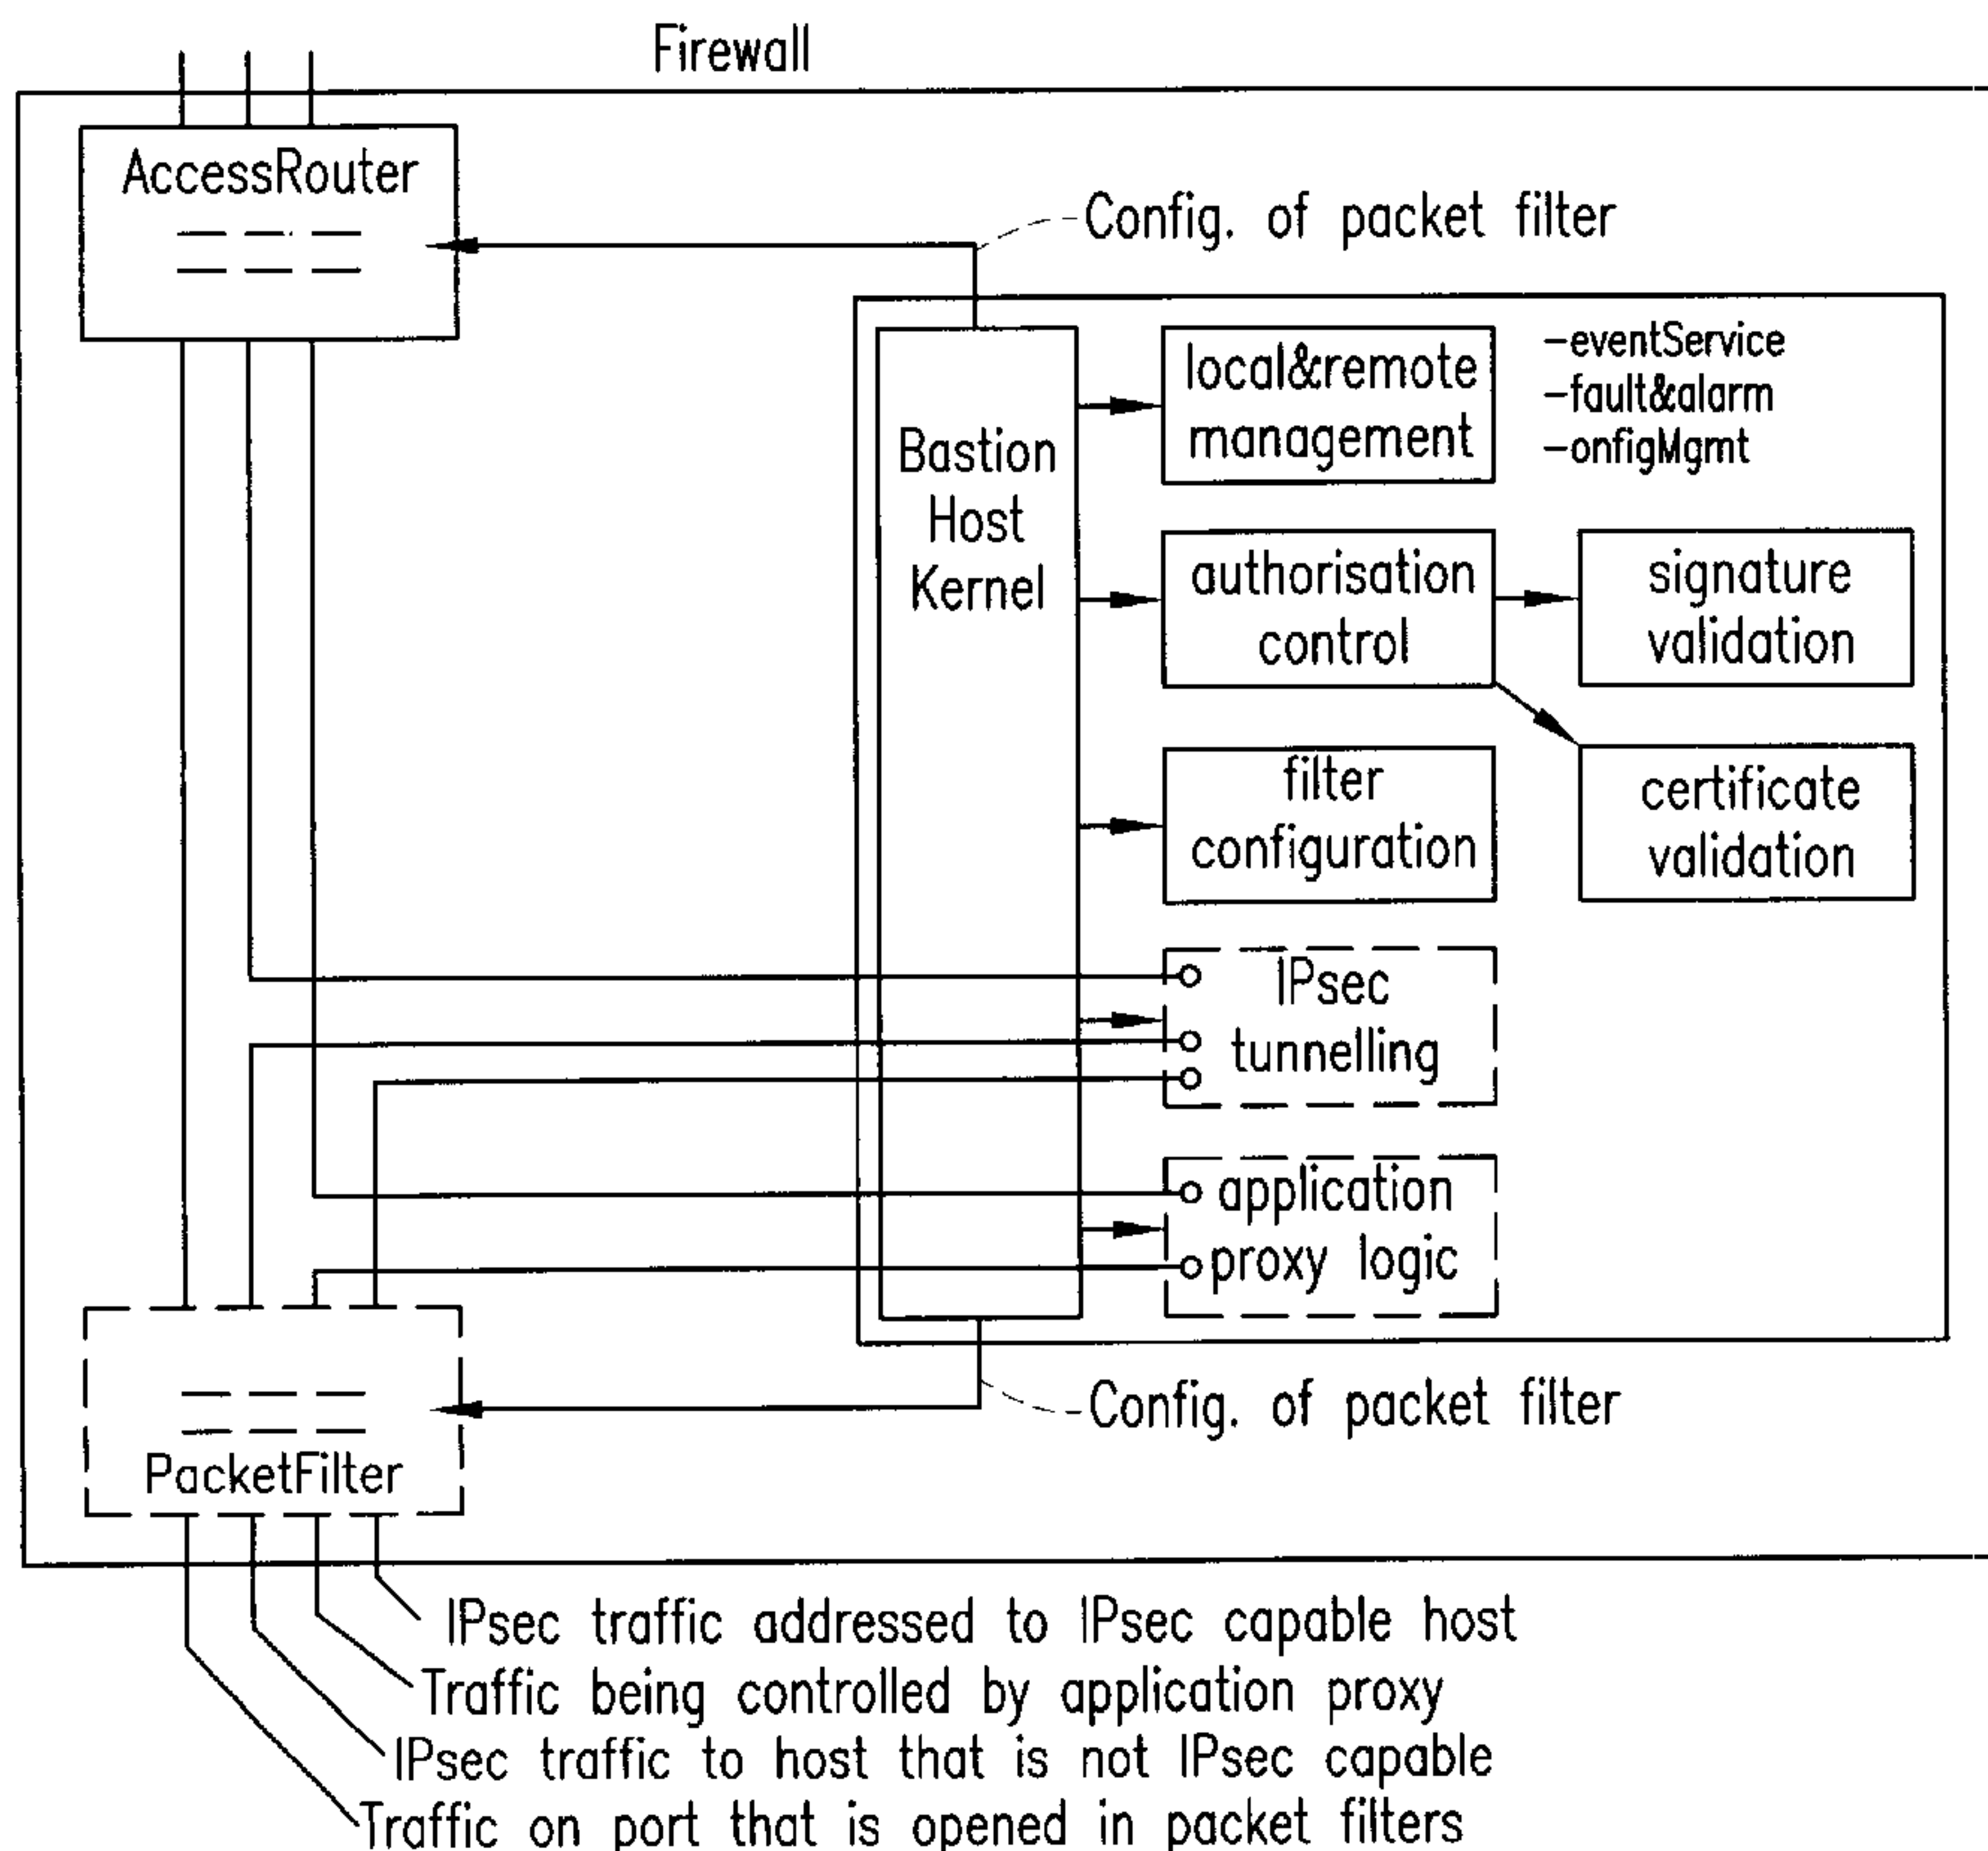 Firewall
AccessRouter
Config. of packet filter
Bastion
Host
Kernel
local&remote
management
-eventService
-fault&alarm
-onfigMgmt
authorisation
control
signature
validation
filter
configuration
certificate
validation
IPsec
tunnelling
application
proxy logic
Config. of packet filter
PacketFilter
IPsec traffic addressed to IPsec capable host
Traffic being controlled by application proxy
IPsec traffic to host that is not IPsec capable
Traffic on port that is opened in packet filters